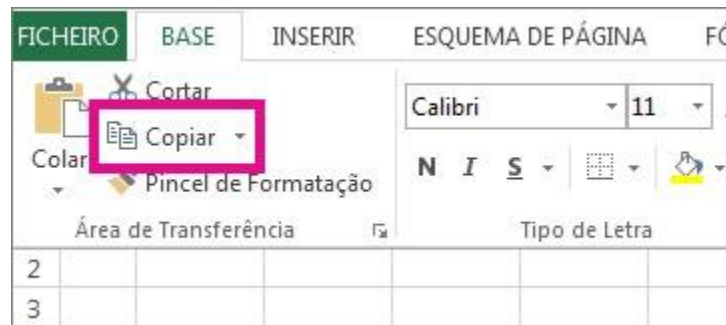 FICHEIRO BASE INSERIR ESQUEMA DE PÁGINA FÓ
Cortar
Copiar
Colar
Pincel de Formatação
Calibri 11
N I S
Área de Transferência Tipo de Letra
2
3